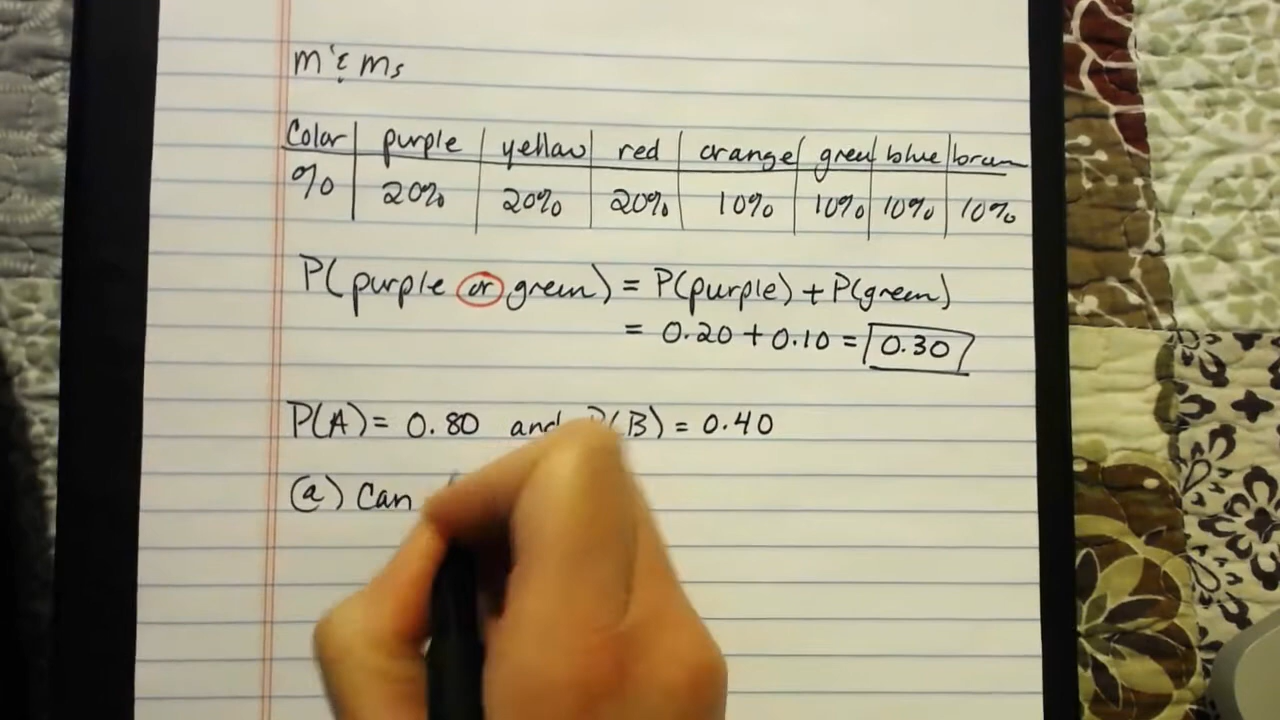 m'&ms
Color purple yellow red orange green blue brown
% 20% 20% 20% 10% 10% 10% 10%
P(purple or green) = P(purple) + P(green)
= 0.20 + 0.10 = 0.30
P(A) = 0.80 and P(B) = 0.40
(a) Can